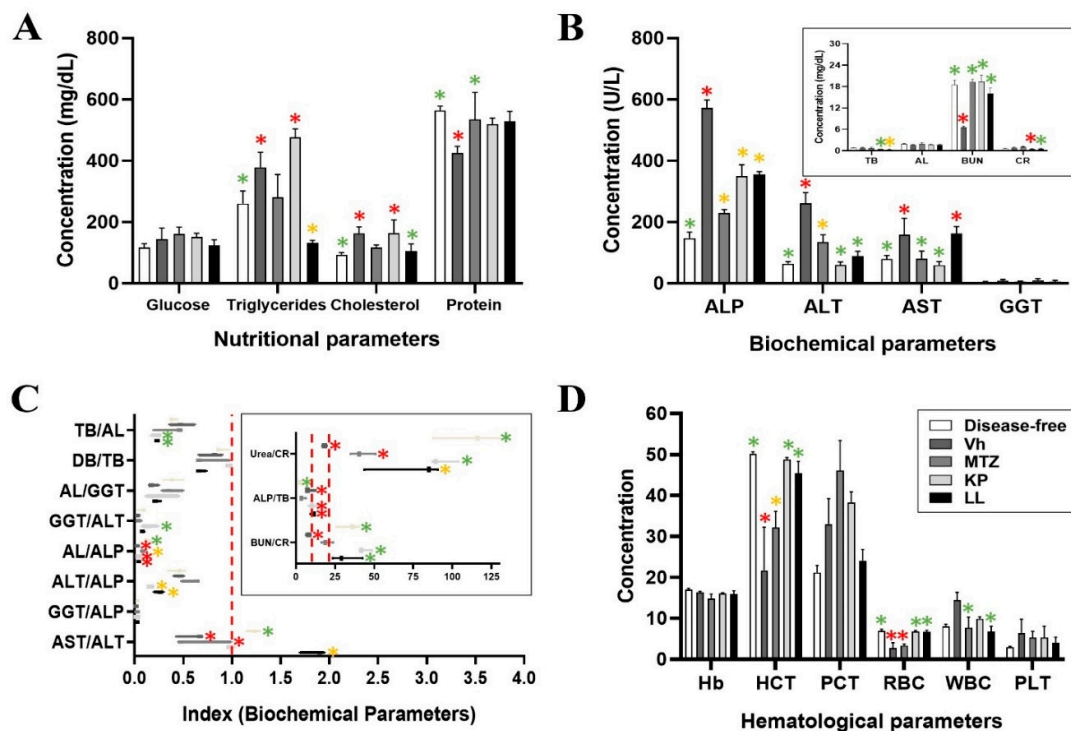 A
800
600
400
200
0
Concentration (mg/dL)
Glucose Triglycerides Cholesterol Protein
Nutritional parameters
* * * * * * * * * *
B
800
600
400
200
0
Concentration (U/L)
ALP ALT AST GGT
Biochemical parameters
30
24
18
12
6
0
Concentration (mg/dL)
TB AL BUN CR
C
TB/AL
DB/TB
AL/GGT
GGT/ALT
AL/ALP
ALT/ALP
GGT/ALP
AST/ALT
0.0 0.5 1.0 1.5 2.0 2.5 3.0 3.5 4.0
Index (Biochemical Parameters)
Urea/CR
ALP/TB
BUN/CR
0 25 50 75 100 125
D
60
50
40
30
20
10
0
Concentration
Hb HCT PCT RBC WBC PLT
Hematological parameters
Disease-free
Vh
MTZ
KP
LL